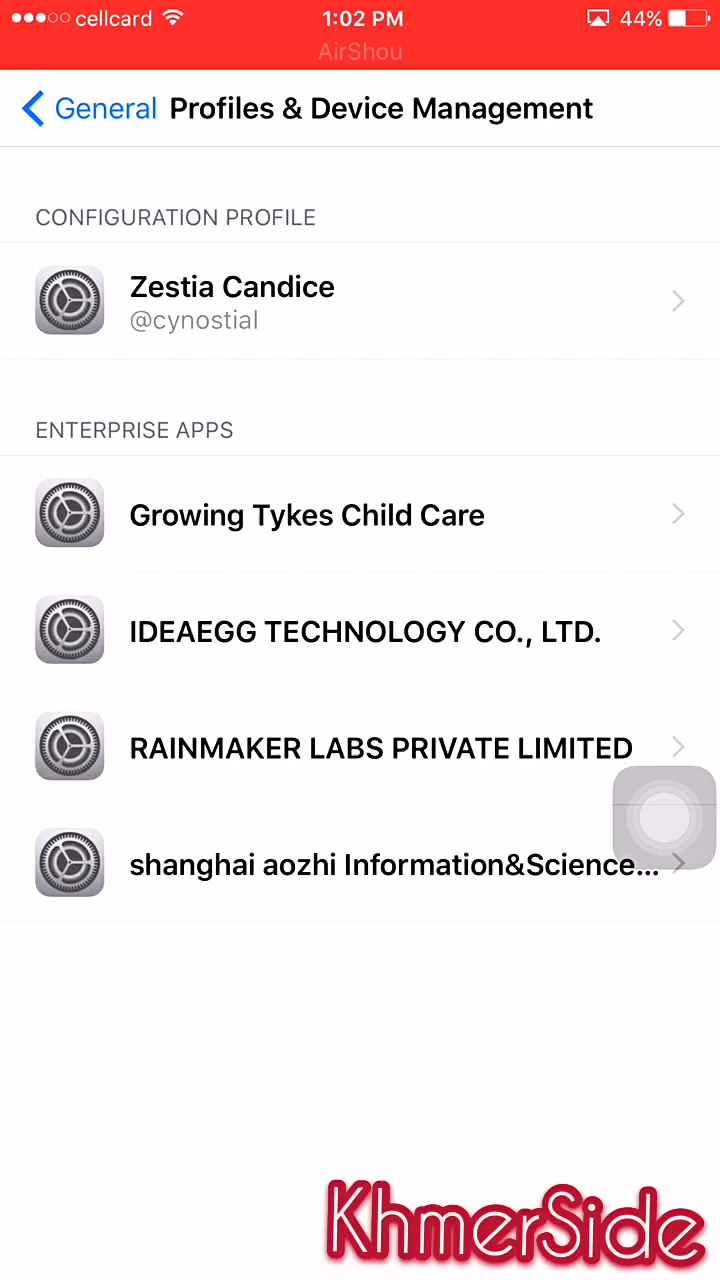 cellcard 1:02 PM 44%
AirShou
General Profiles & Device Management
CONFIGURATION PROFILE
Zestia Candice
@cynostial
ENTERPRISE APPS
Growing Tykes Child Care
IDEAEGG TECHNOLOGY CO., LTD.
RAINMAKER LABS PRIVATE LIMITED
shanghai aozhi Information&Science...
KhmerSide